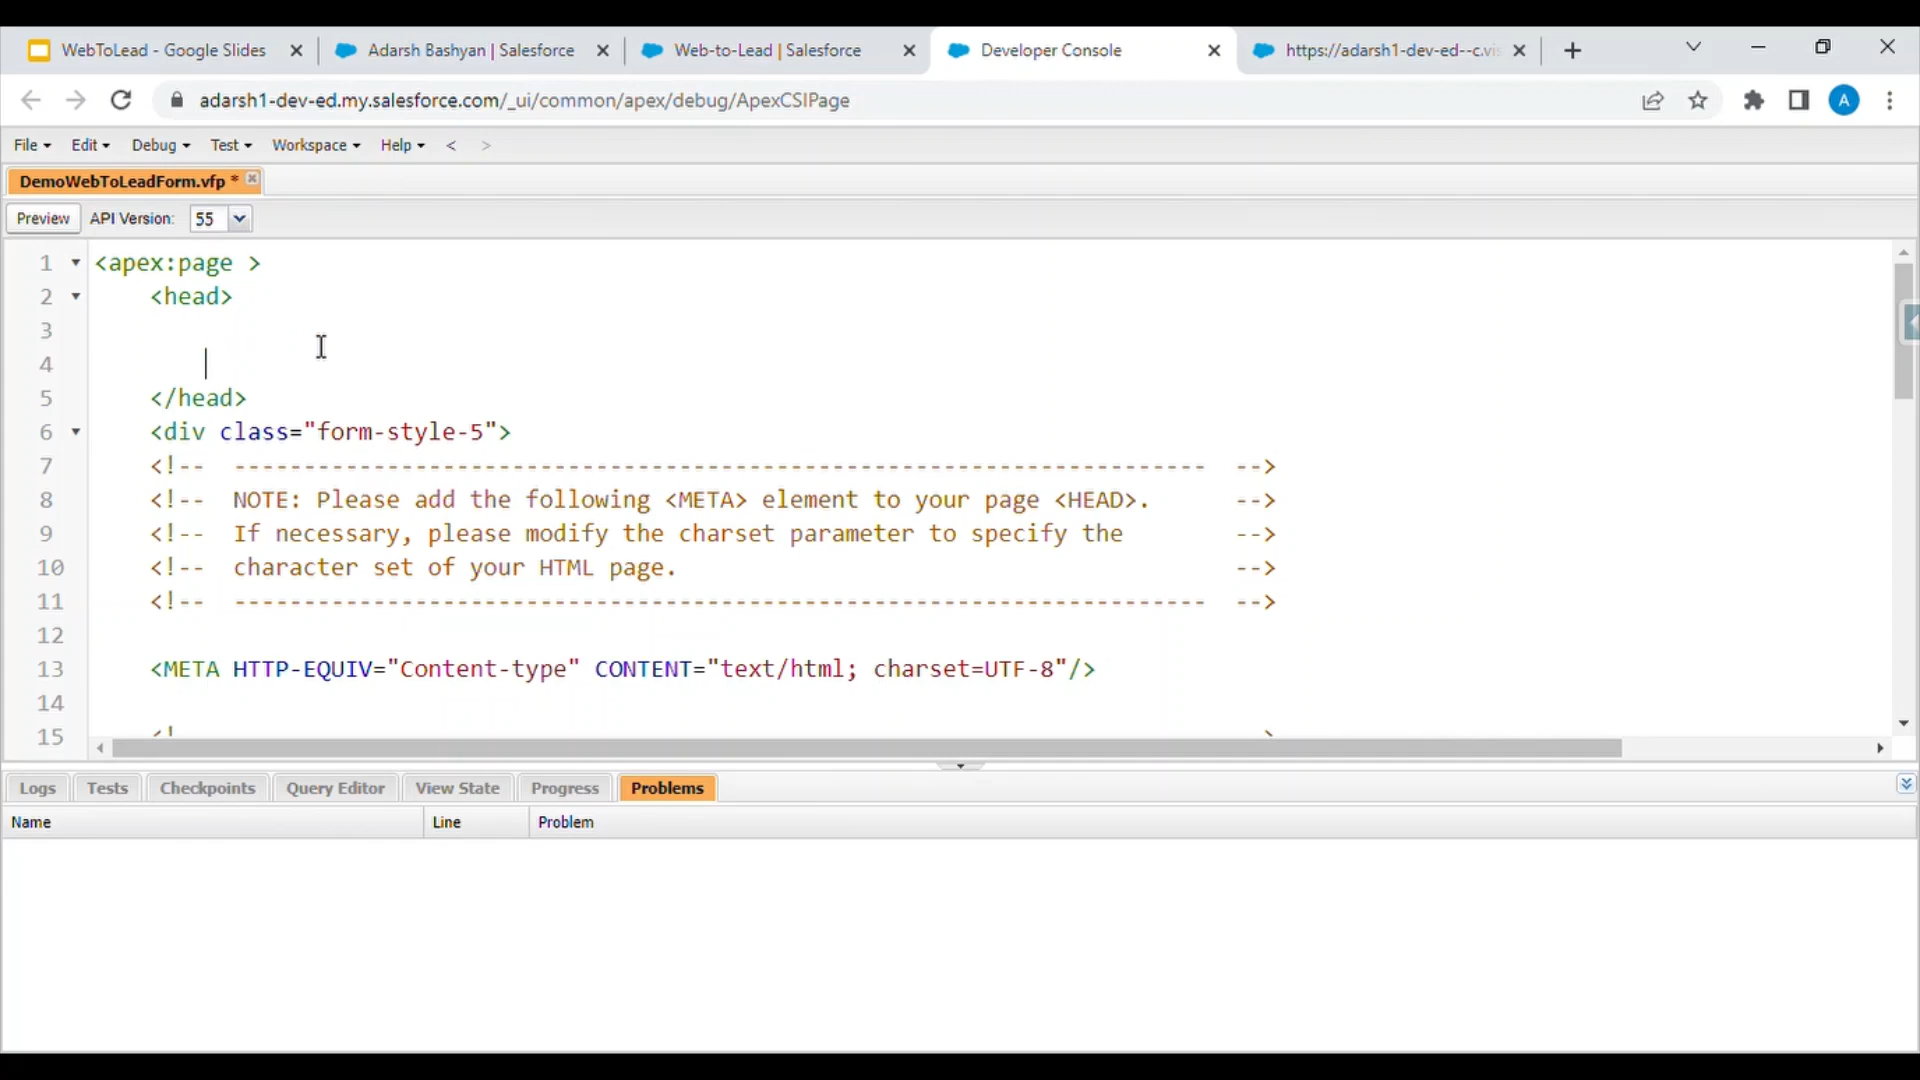 WebToLead - Google Slides
Adarsh Bashyan | Salesforce
Web-to-Lead | Salesforce
Developer Console
https://adarsh1-dev-ed--c.vis
adarsh1-dev-ed.my.salesforce.com/_ui/common/apex/debug/ApexCSIPage
A
File Edit Debug Test Workspace Help < >
DemoWebToLeadForm.vfp *
Preview API Version: 55
1 <apex:page >
2 <head>
3
4
5 </head>
6 <div class="form-style-5">
7 <!-- ---------------------------------------------------------------------- -->
8 <!-- NOTE: Please add the following <META> element to your page <HEAD>. -->
9 <!-- If necessary, please modify the charset parameter to specify the -->
10 <!-- character set of your HTML page. -->
11 <!-- ---------------------------------------------------------------------- -->
12
13 <META HTTP-EQUIV="Content-type" CONTENT="text/html; charset=UTF-8"/>
14
15
Logs Tests Checkpoints Query Editor View State Progress Problems
Name Line Problem